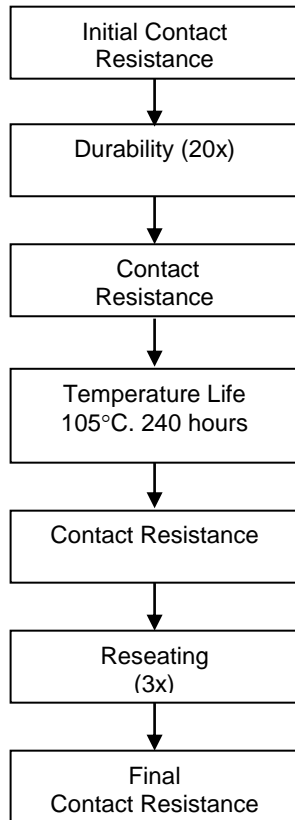 Initial Contact
Resistance
Durability (20x)
Contact
Resistance
Temperature Life
105°C. 240 hours
Contact Resistance
Reseating
(3x)
Final
Contact Resistance